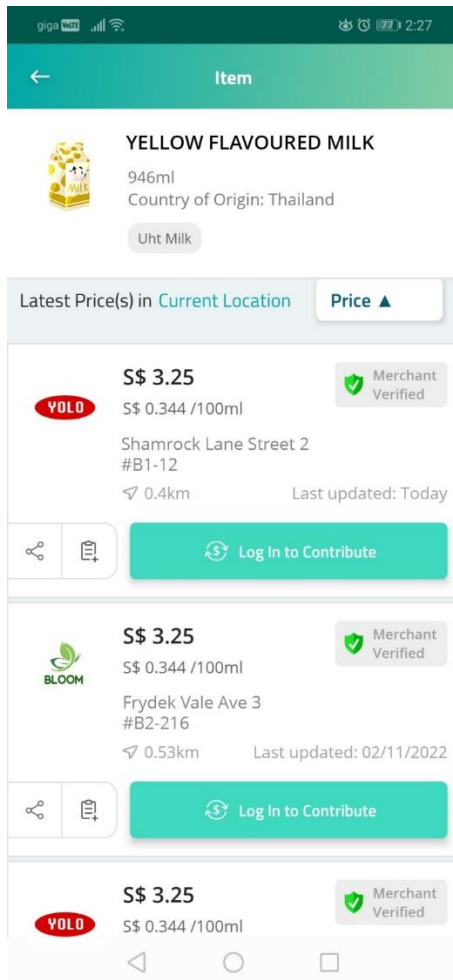 giga VoLTE 77 2:27
Item
MILK
YELLOW FLAVOURED MILK
946ml
Country of Origin: Thailand
Uht Milk
Latest Price(s) in Current Location Price ▲
YOLO
S$ 3.25
Merchant Verified
S$ 0.344 /100ml
Shamrock Lane Street 2
#B1-12
0.4km Last updated: Today
Log In to Contribute
BLOOM
S$ 3.25
Merchant Verified
S$ 0.344 /100ml
Frydek Vale Ave 3
#B2-216
0.53km Last updated: 02/11/2022
Log In to Contribute
YOLO
S$ 3.25
Merchant Verified
S$ 0.344 /100ml